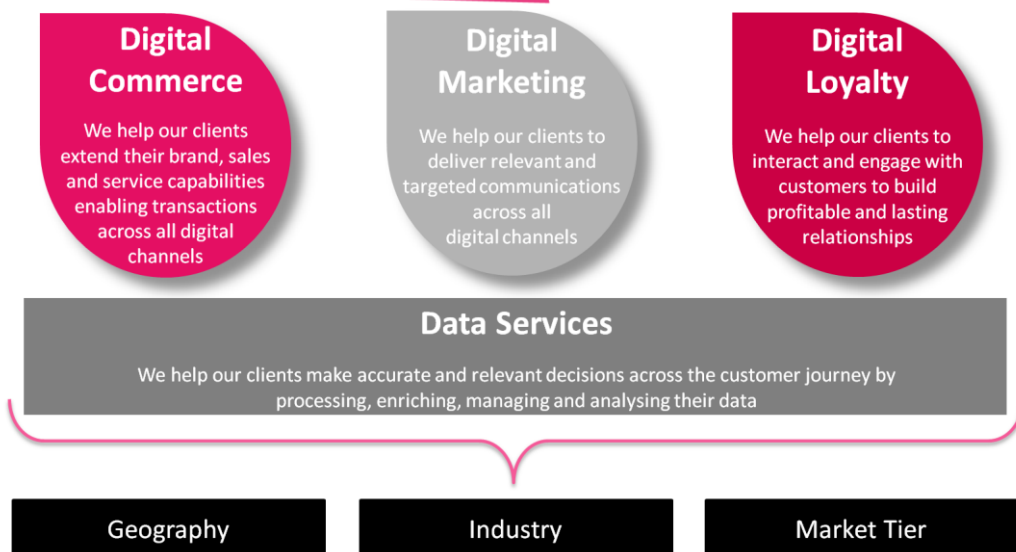 Digital
Commerce
We help our clients
extend their brand, sales
and service capabilities
enabling transactions
across all digital
channels
Digital
Marketing
We help our clients to
deliver relevant and
targeted communications
across all
digital channels
Digital
Loyalty
We help our clients to
interact and engage with
customers to build
profitable and lasting
relationships
Data Services
We help our clients make accurate and relevant decisions across the customer journey by
processing, enriching, managing and analysing their data
Geography
Industry
Market Tier